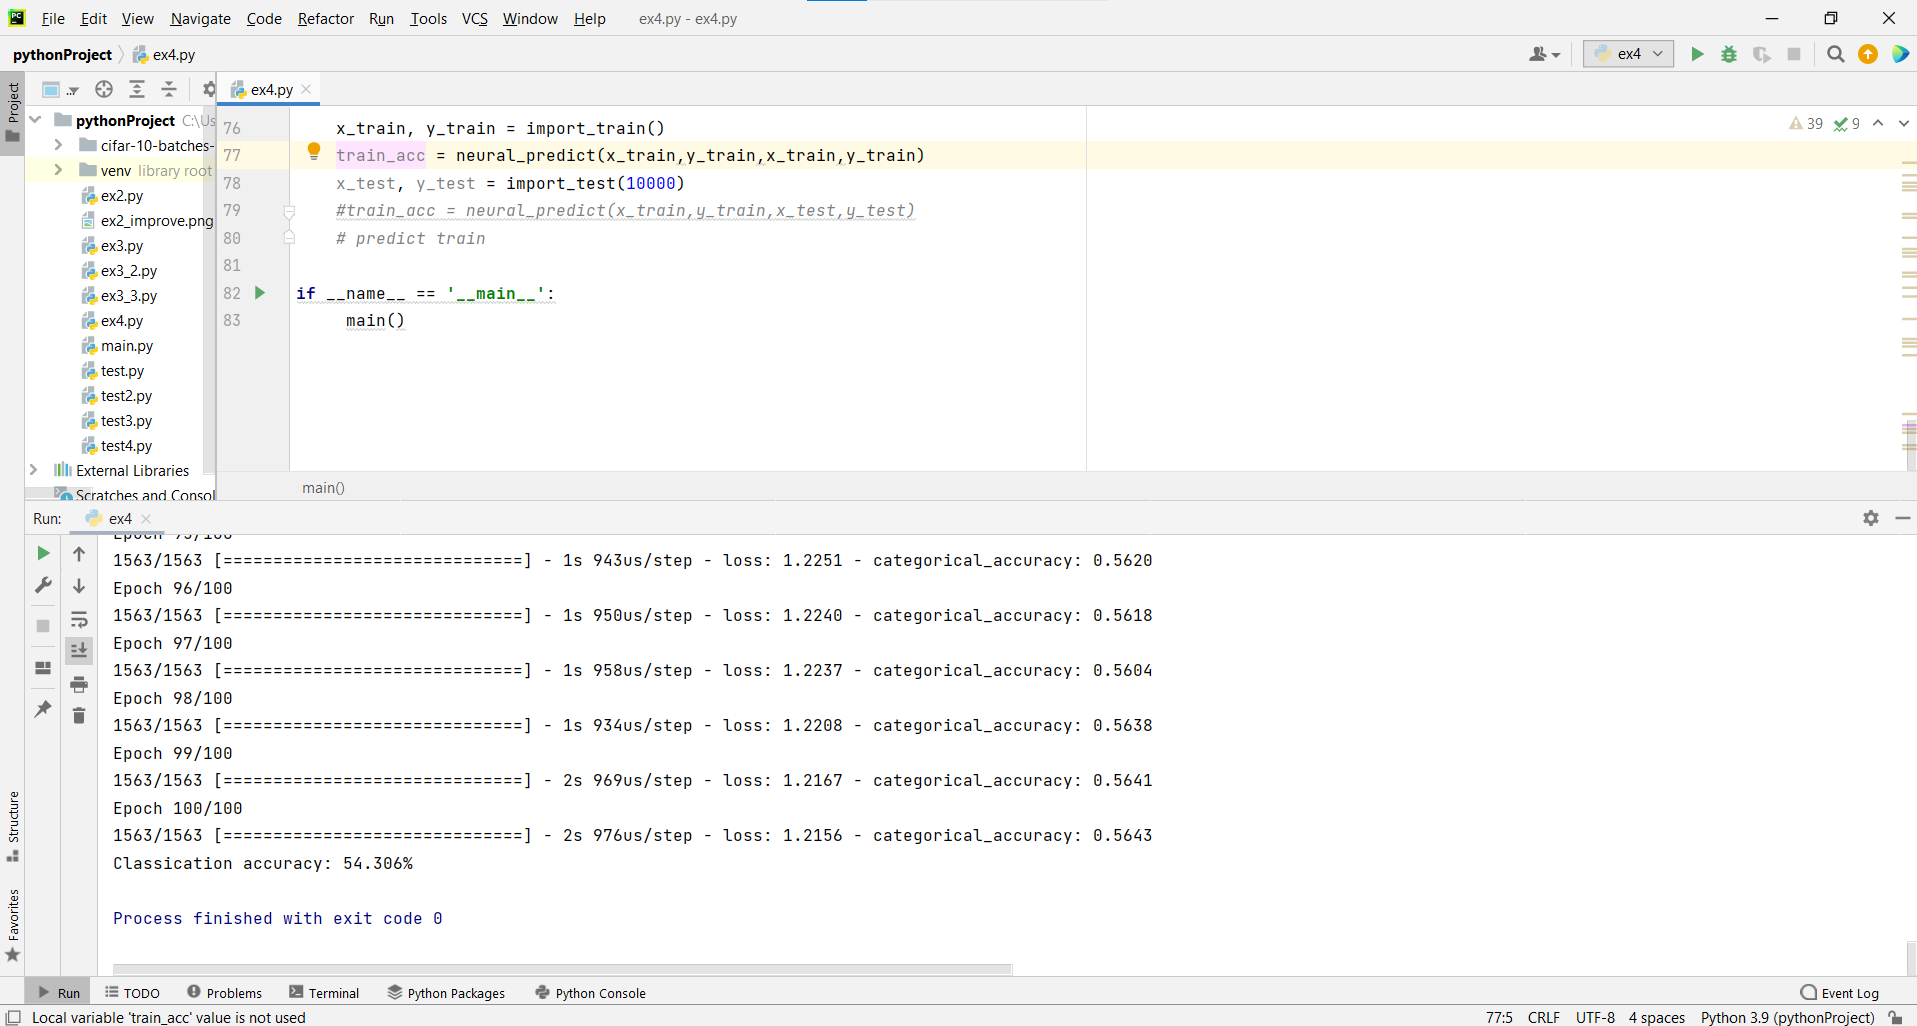 File Edit View Navigate Code Refactor Run Tools VCS Window Help ex4.py - ex4.py
pythonProject ex4.py ex4
Project
ex4.py
pythonProject C:\Us
cifar-10-batches-
venv library root
ex2.py
ex2_improve.png
ex3.py
ex3_2.py
ex3_3.py
ex4.py
main.py
test.py
test2.py
test3.py
test4.py
External Libraries
Scratches and Consol
76 x_train, y_train = import_train()
77 train_acc = neural_predict(x_train,y_train,x_train,y_train)
78 x_test, y_test = import_test(10000)
79 #train_acc = neural_predict(x_train,y_train,x_test,y_test)
80 # predict train
81
82 if __name__ == '__main__':
83 main()
39 9
main()
Run: ex4
Epoch 95/100
1563/1563 [==============================] - 1s 943us/step - loss: 1.2251 - categorical_accuracy: 0.5620
Epoch 96/100
1563/1563 [==============================] - 1s 950us/step - loss: 1.2240 - categorical_accuracy: 0.5618
Epoch 97/100
1563/1563 [==============================] - 1s 958us/step - loss: 1.2237 - categorical_accuracy: 0.5604
Epoch 98/100
1563/1563 [==============================] - 1s 934us/step - loss: 1.2208 - categorical_accuracy: 0.5638
Epoch 99/100
1563/1563 [==============================] - 2s 969us/step - loss: 1.2167 - categorical_accuracy: 0.5641
Epoch 100/100
1563/1563 [==============================] - 2s 976us/step - loss: 1.2156 - categorical_accuracy: 0.5643
Classication accuracy: 54.306%
Process finished with exit code 0
Structure
Favorites
Run TODO Problems Terminal Python Packages Python Console Event Log
Local variable 'train_acc' value is not used 77:5 CRLF UTF-8 4 spaces Python 3.9 (pythonProject)